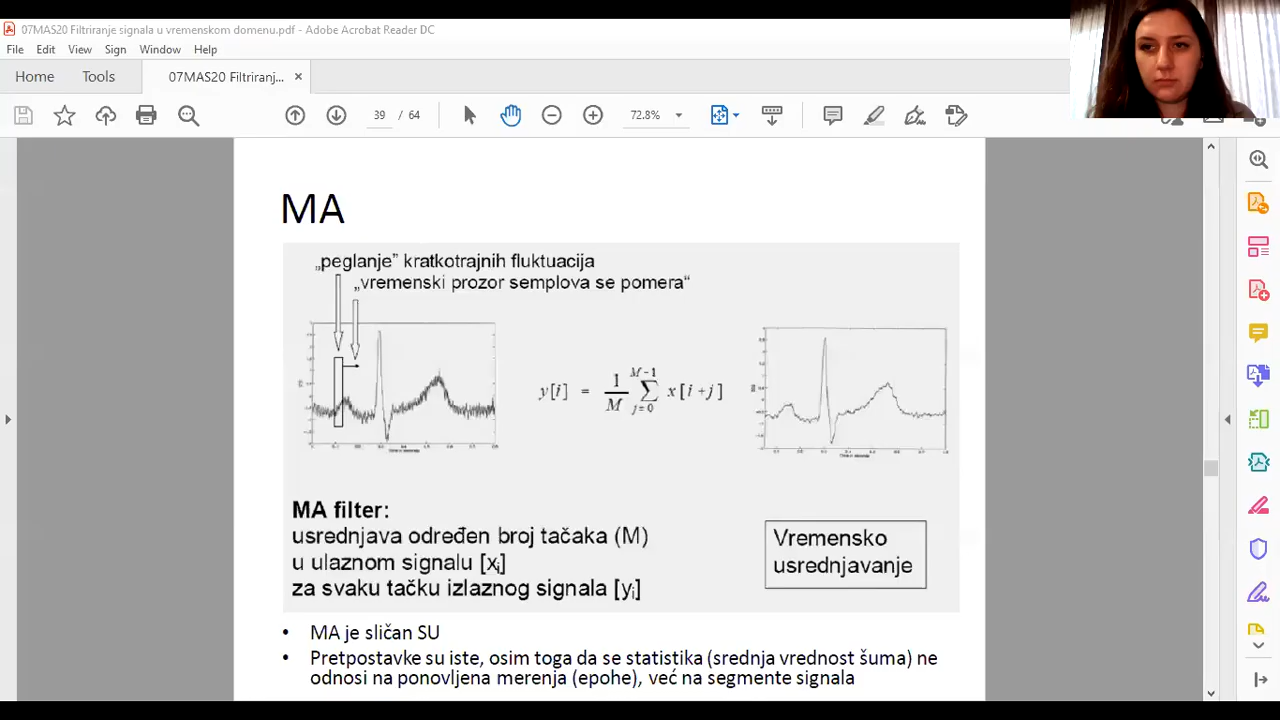 07MAS20 Filtriranje signala u vremenskom domenu.pdf - Adobe Acrobat Reader DC
File Edit View Sign Window Help
Home Tools 07MAS20 Filtriranj... ×
39 / 64 72.8%
MA
„peglanje” kratkotrajnih fluktuacija
„vremenski prozor semplova se pomera“
y[i] = 1/M M-1 ∑ j=0 x[i+j]
MA filter:
usrednjava određen broj tačaka (M)
u ulaznom signalu [xi]
za svaku tačku izlaznog signala [yi]
Vremensko
usrednjavanje
• MA je sličan SU
• Pretpostavke su iste, osim toga da se statistika (srednja vrednost šuma) ne
odnosi na ponovljena merenja (epohe), već na segmente signala